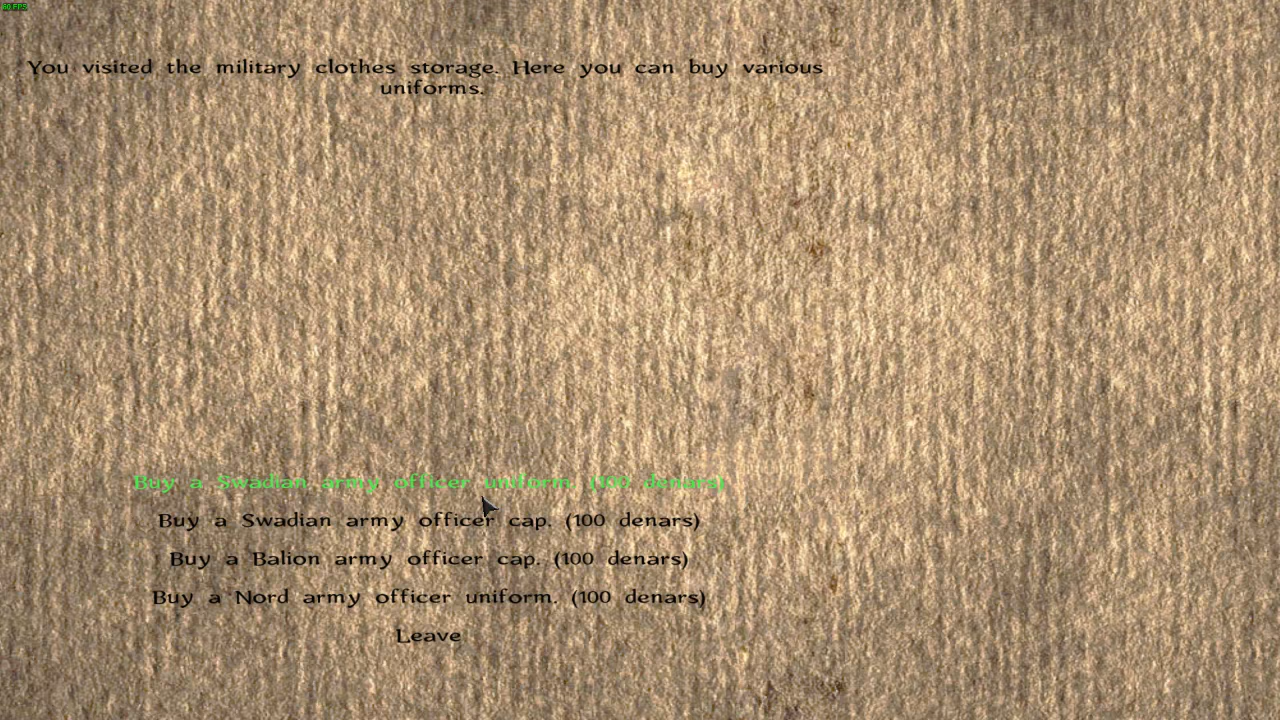 60 FPS
You visited the military clothes storage. Here you can buy various
uniforms.
Buy a Swadian army officer uniform. (100 denars)
Buy a Swadian army officer cap. (100 denars)
Buy a Balion army officer cap. (100 denars)
Buy a Nord army officer uniform. (100 denars)
Leave